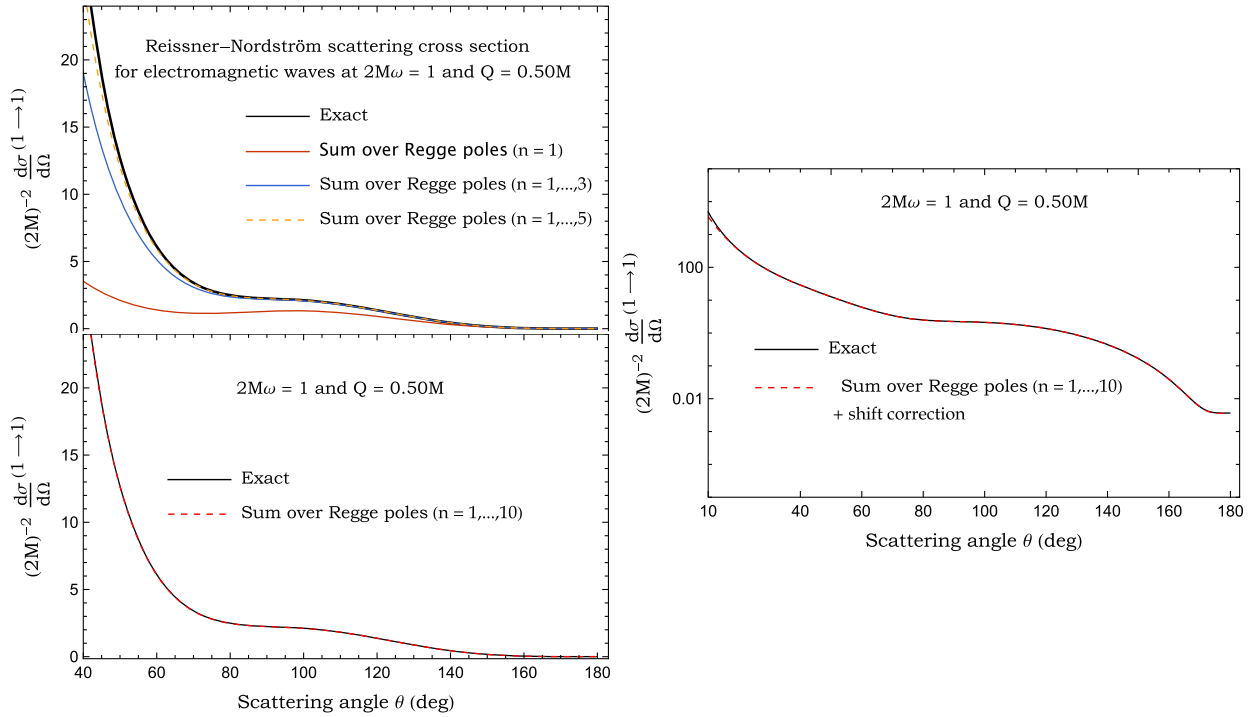 Reissner−Nordström scattering cross section
for electromagnetic waves at 2Mω = 1 and Q = 0.50M
Exact
Sum over Regge poles (n = 1)
Sum over Regge poles (n = 1,...,3)
Sum over Regge poles (n = 1,...,5)
20
15
10
5
0
(2M)⁻² dσ/dΩ (1 ⟶ 1)
2Mω = 1 and Q = 0.50M
Exact
Sum over Regge poles (n = 1,...,10)
20
15
10
5
0
(2M)⁻² dσ/dΩ (1 ⟶ 1)
40 60 80 100 120 140 160 180
Scattering angle θ (deg)
2Mω = 1 and Q = 0.50M
Exact
Sum over Regge poles (n = 1,...,10)
+ shift correction
100
0.01
(2M)⁻² dσ/dΩ (1 ⟶ 1)
10 40 60 80 100 120 140 160 180
Scattering angle θ (deg)